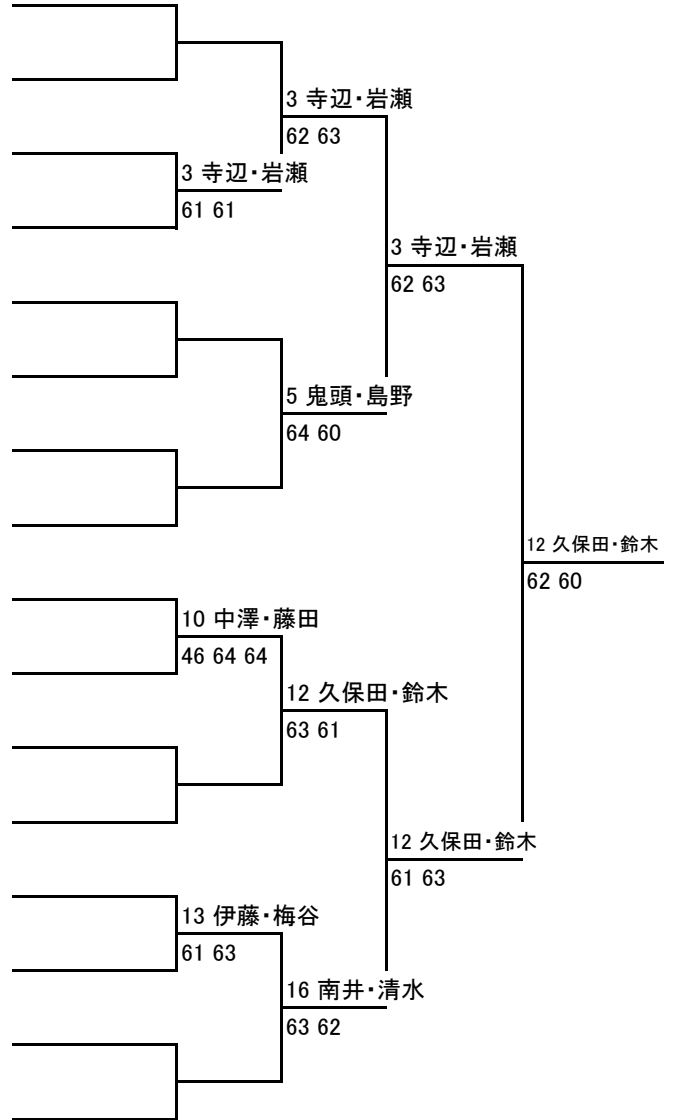 3 寺辺・岩瀬
62 63
3 寺辺・岩瀬
61 61
3 寺辺・岩瀬
62 63
5 鬼頭・島野
64 60
12 久保田・鈴木
62 60
10 中澤・藤田
46 64 64
12 久保田・鈴木
63 61
12 久保田・鈴木
61 63
13 伊藤・梅谷
61 63
16 南井・清水
63 62